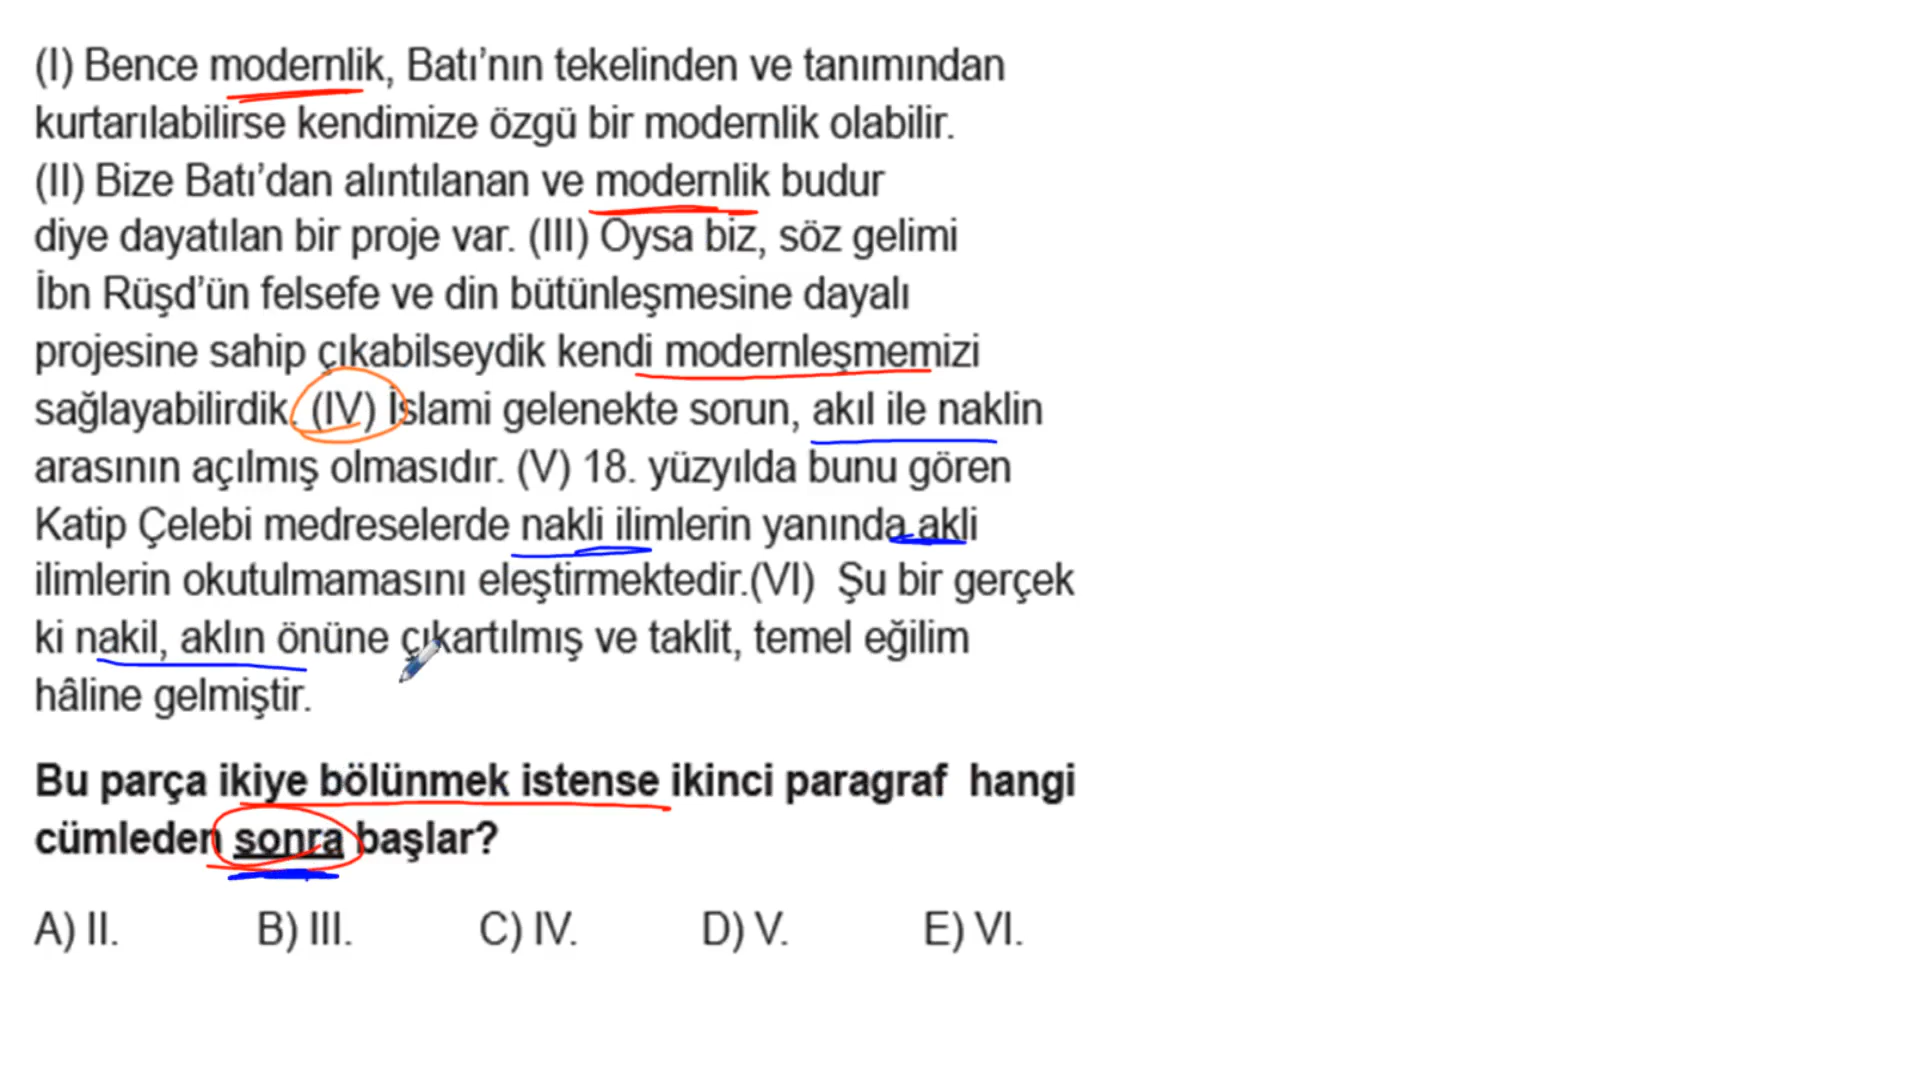 (I) Bence modernlik, Batı’nın tekelinden ve tanımından
kurtarılabilirse kendimize özgü bir modernlik olabilir.
(II) Bize Batı’dan alıntılanan ve modernlik budur
diye dayatılan bir proje var. (III) Oysa biz, söz gelimi
İbn Rüşd’ün felsefe ve din bütünleşmesine dayalı
projesine sahip çıkabilseydik kendi modernleşmemizi
sağlayabilirdik. (IV) İslami gelenekte sorun, akıl ile naklin
arasının açılmış olmasıdır. (V) 18. yüzyılda bunu gören
Katip Çelebi medreselerde nakli ilimlerin yanında akli
ilimlerin okutulmamasını eleştirmektedir.(VI) Şu bir gerçek
ki nakil, aklın önüne çıkartılmış ve taklit, temel eğilim
hâline gelmiştir.
Bu parça ikiye bölünmek istense ikinci paragraf hangi
cümleden sonra başlar?
A) II. B) III. C) IV. D) V. E) VI.